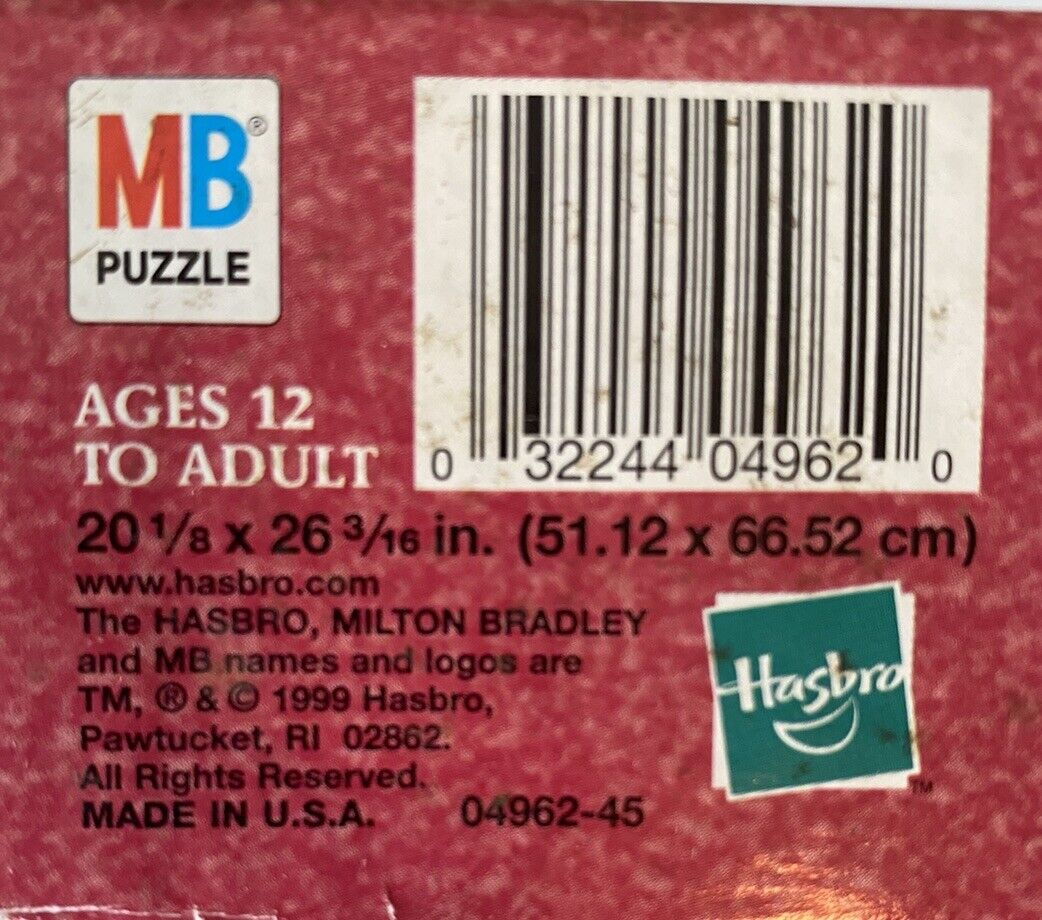 MB®
PUZZLE
AGES 12
TO ADULT
0 32244 04962 0
20 1/8 x 26 3/16 in. (51.12 x 66.52 cm)
www.hasbro.com
The HASBRO, MILTON BRADLEY
and MB names and logos are
TM, ® & © 1999 Hasbro,
Pawtucket, RI 02862.
All Rights Reserved.
MADE IN U.S.A. 04962-45
Hasbro
TM